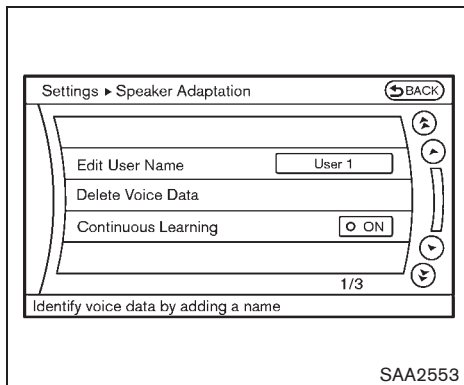 Settings ▶ Speaker Adaptation
BACK
Edit User Name
User 1
Delete Voice Data
Continuous Learning
ON
1/3
Identify voice data by adding a name
SAA2553